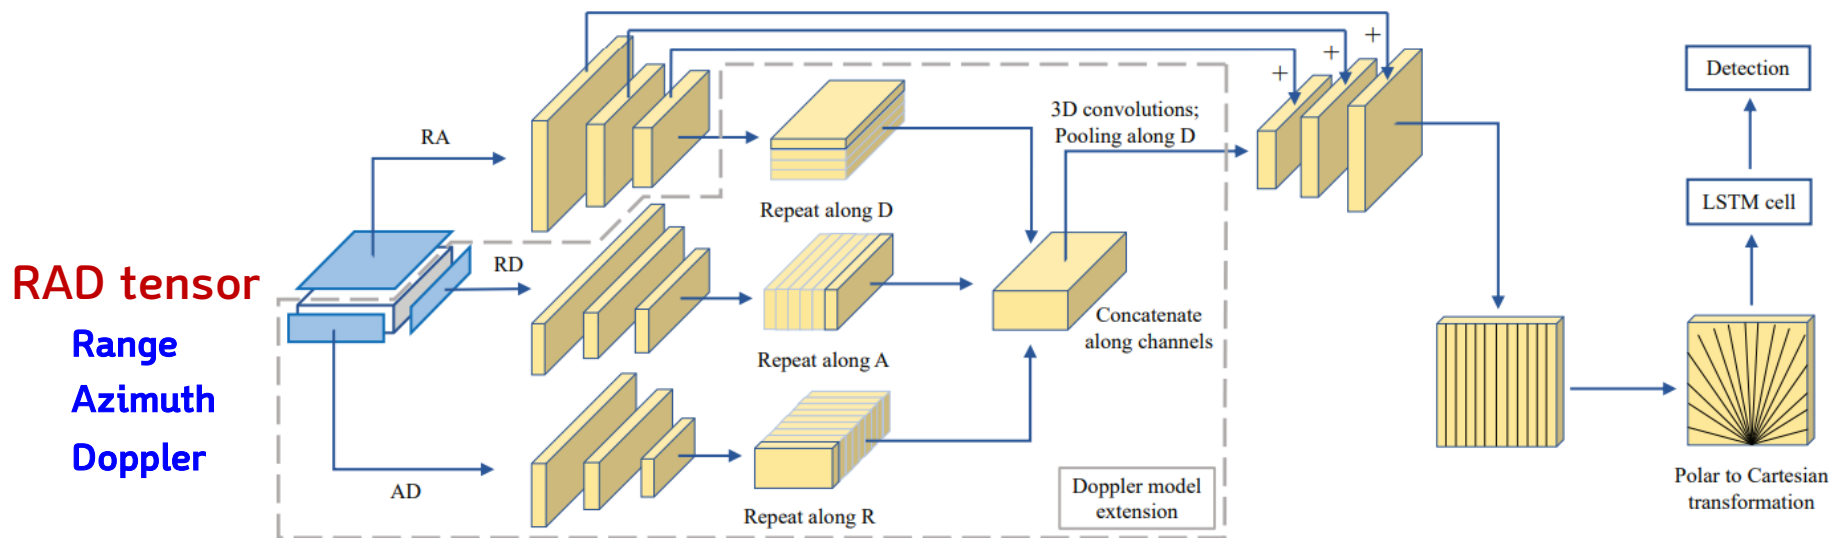 RAD tensor
Range
Azimuth
Doppler
RA
RD
AD
Repeat along D
Repeat along A
Repeat along R
3D convolutions;
Pooling along D
Concatenate
along channels
Doppler model
extension
+
+
+
Detection
LSTM cell
Polar to Cartesian
transformation